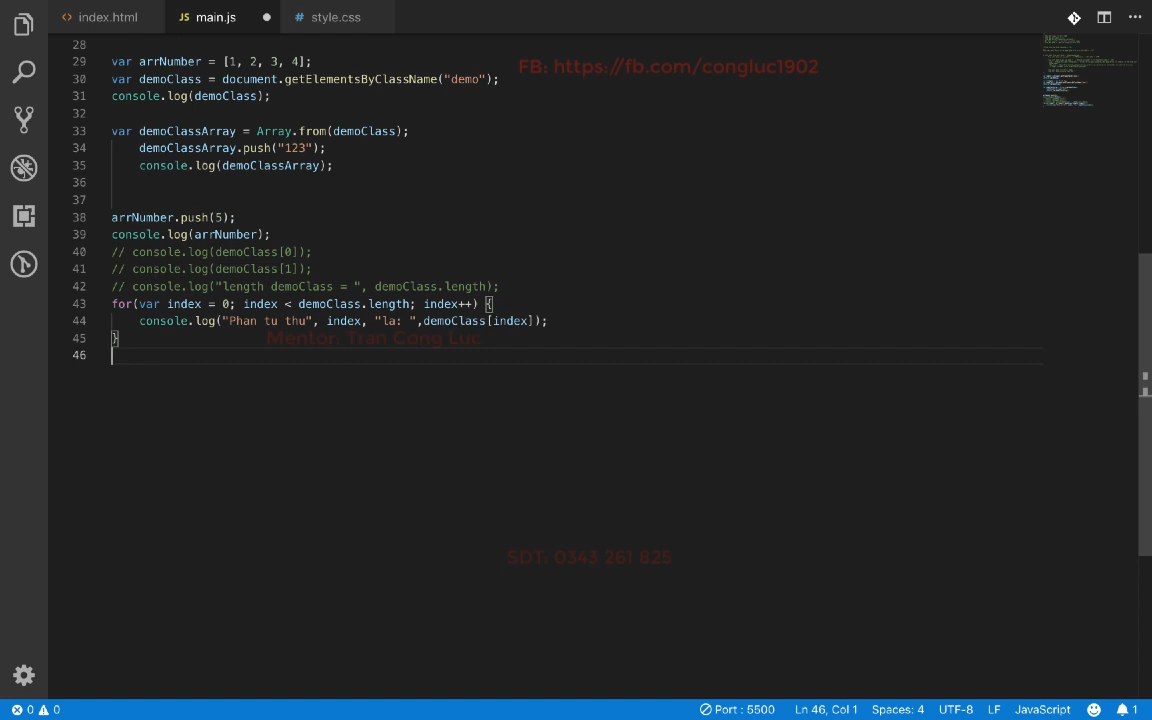 index.html
JS main.js
# style.css
28
29 var arrNumber = [1, 2, 3, 4];
30 var demoClass = document.getElementsByClassName("demo");
31 console.log(demoClass);
32
33 var demoClassArray = Array.from(demoClass);
34 demoClassArray.push("123");
35 console.log(demoClassArray);
36
37
38 arrNumber.push(5);
39 console.log(arrNumber);
40 // console.log(demoClass[0]);
41 // console.log(demoClass[1]);
42 // console.log("length demoClass = ", demoClass.length);
43 for(var index = 0; index < demoClass.length; index++) {
44 console.log("Phan tu thu", index, "la: ",demoClass[index]);
45 }
46
FB: https://fb.com/congluc1902
Mentor: Tran Cong Luc
SDT: 0343 261 825
0 0 Port : 5500 Ln 46, Col 1 Spaces: 4 UTF-8 LF JavaScript 1